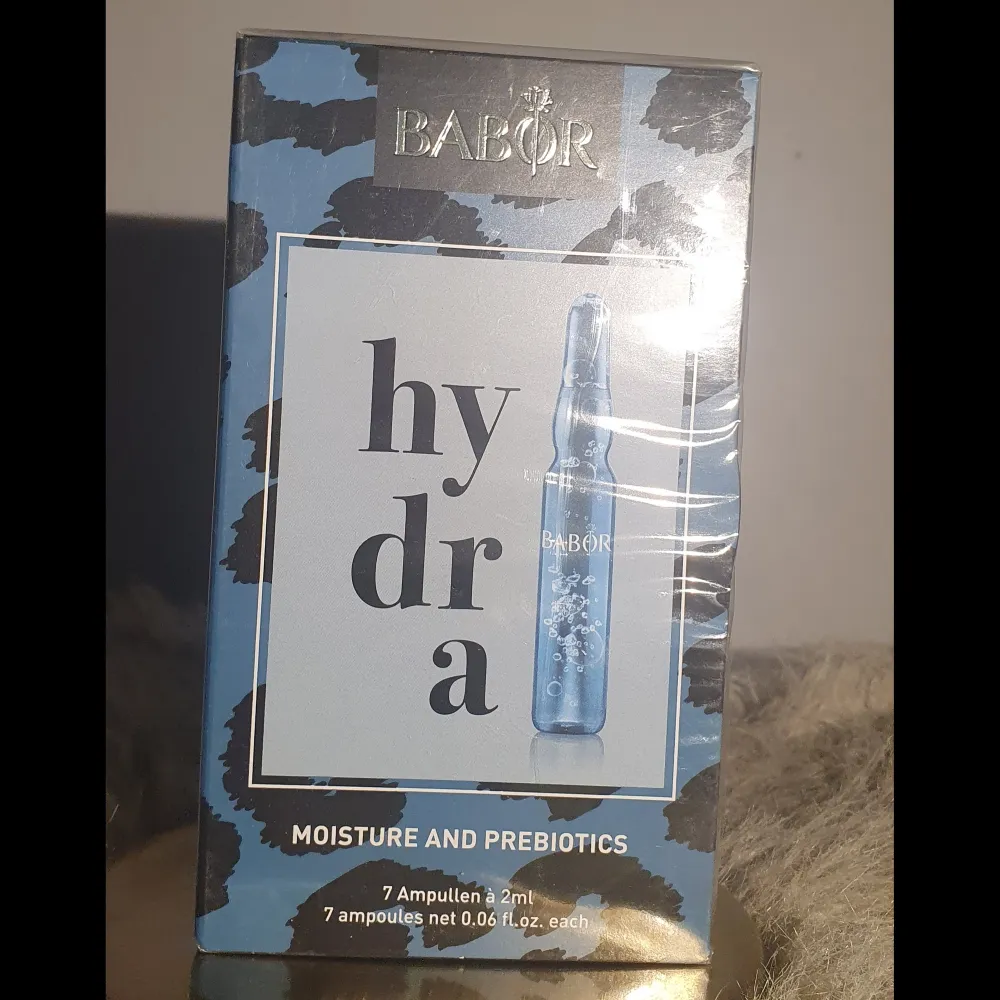 BABOR
hy
dr
a
BABOR
MOISTURE AND PREBIOTICS
7 Ampullen à 2ml
7 ampoules net 0.06 fl.oz. each